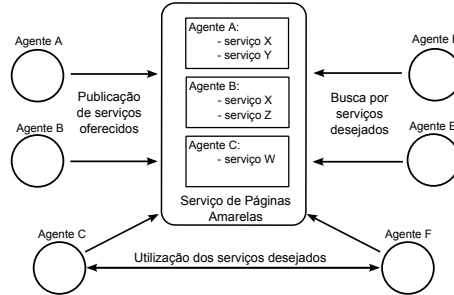 Agente A
Agente B
Agente C
Publicação
de serviços
oferecidos
Agente A:
- serviço X
- serviço Y
Agente B:
- serviço X
- serviço Z
Agente C:
- serviço W
Serviço de Páginas
Amarelas
Agente
Busca por
serviços
desejados
Agente E
Agente F
Utilização dos serviços desejados